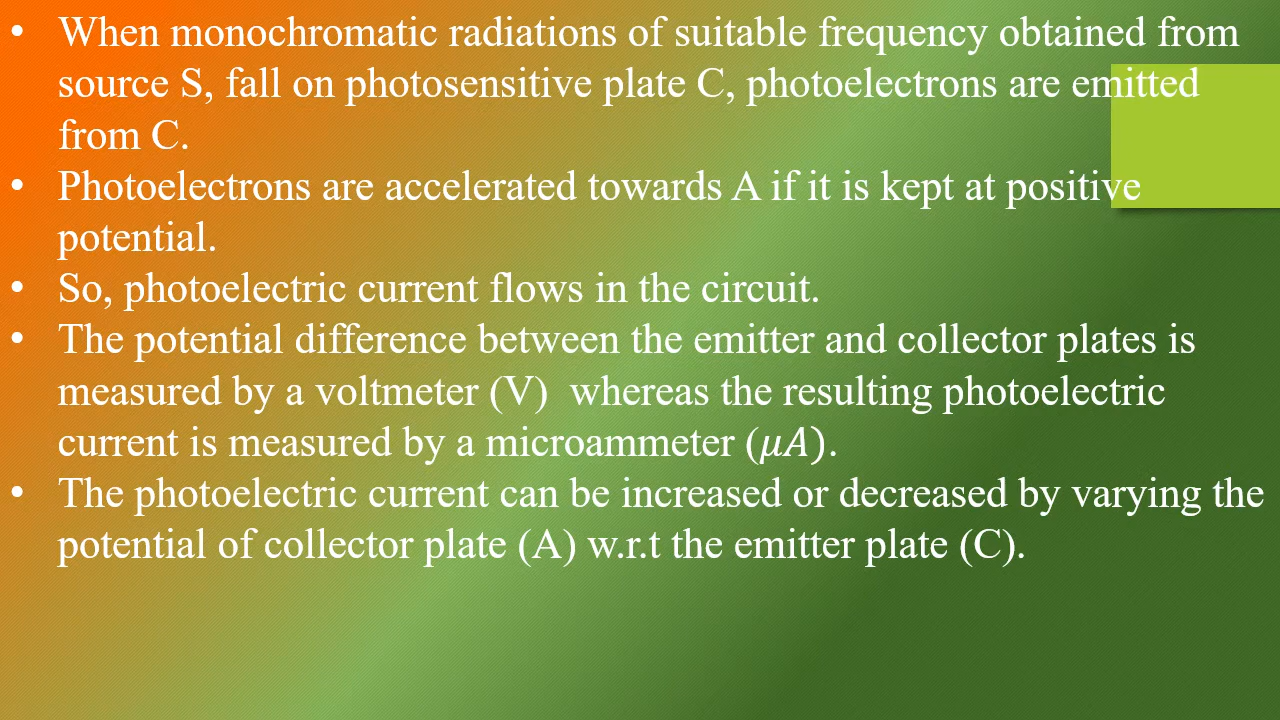 • When monochromatic radiations of suitable frequency obtained from
source S, fall on photosensitive plate C, photoelectrons are emitted
from C.
• Photoelectrons are accelerated towards A if it is kept at positive
potential.
• So, photoelectric current flows in the circuit.
• The potential difference between the emitter and collector plates is
measured by a voltmeter (V)  whereas the resulting photoelectric
current is measured by a microammeter (𝜇𝐴).
• The photoelectric current can be increased or decreased by varying the
potential of collector plate (A) w.r.t the emitter plate (C).